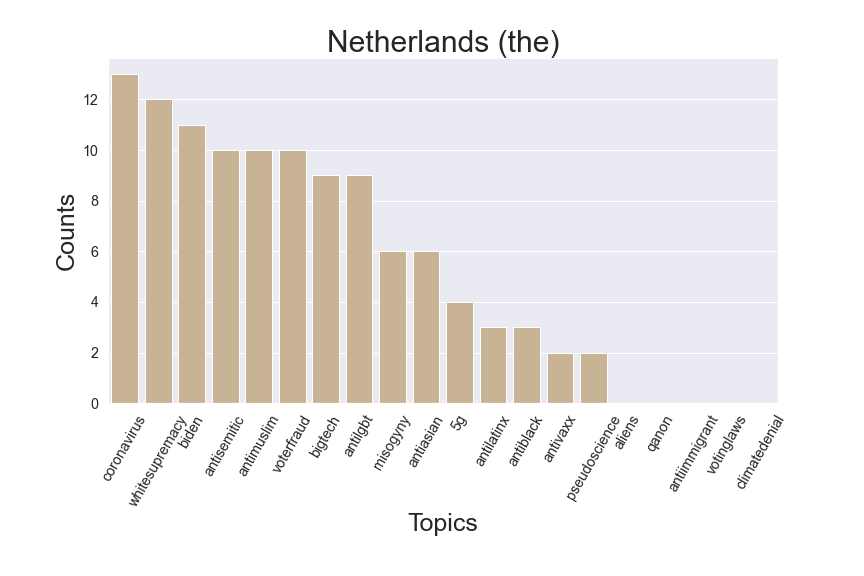 Netherlands (the)
Counts
12
10
8
6
4
2
0
coronavirus
whitesupremacy
biden
antisemitic
antimuslim
voterfraud
bigtech
antilgbt
misogyny
antiasian
5g
antilatinx
antiblack
antivaxx
pseudoscience
aliens
qanon
antiimmigrant
votinglaws
climatedenial
Topics